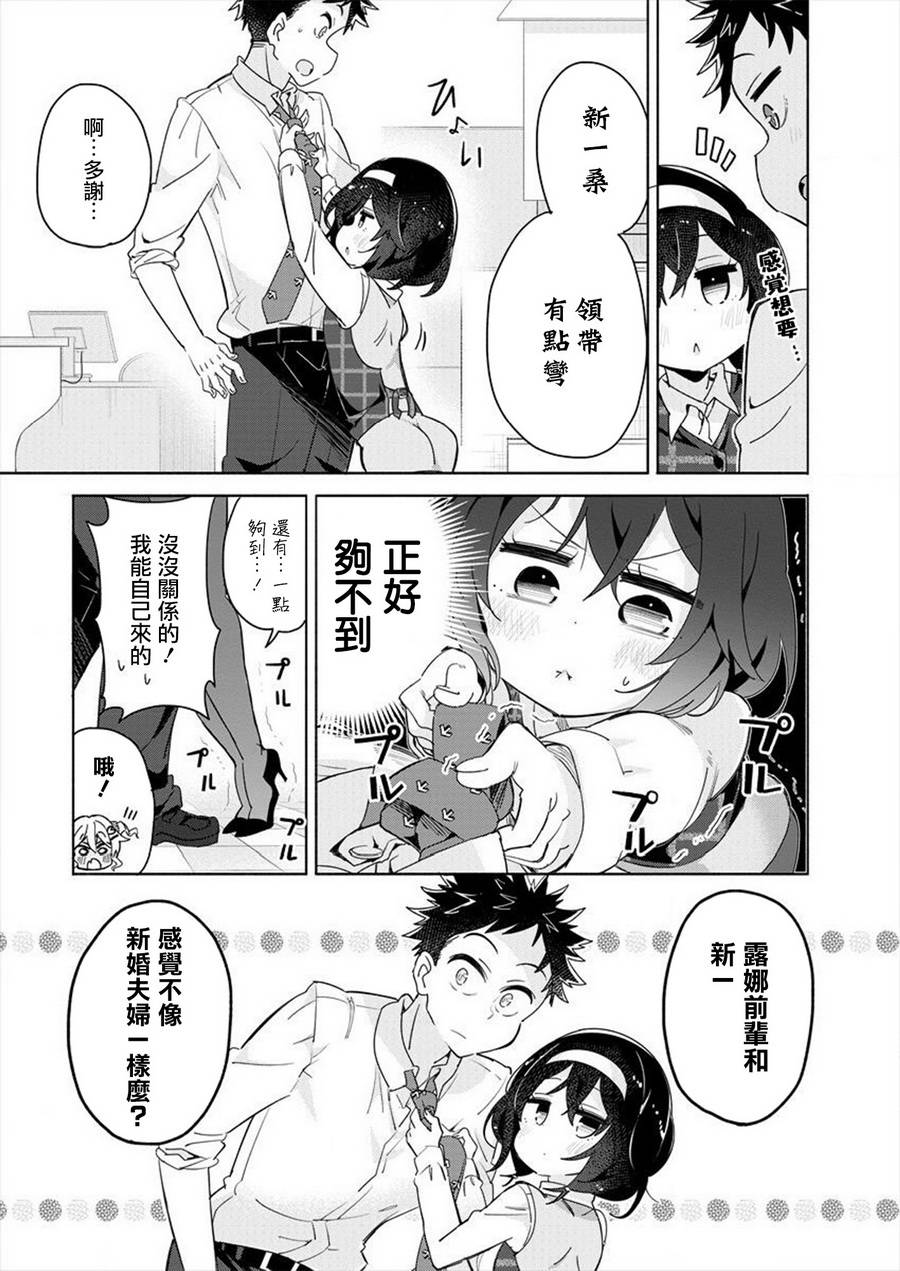 感覚想要…
新一桑
領帶
有點彎
ひょい
啊…多謝…
正好
夠不到
プル
プル
プル
還有…一點
夠到…！
沒沒關係的！
我能自己來的
プル
プル
哦！
露娜前輩和
新一
感覺不像
新婚夫婦一樣麼？